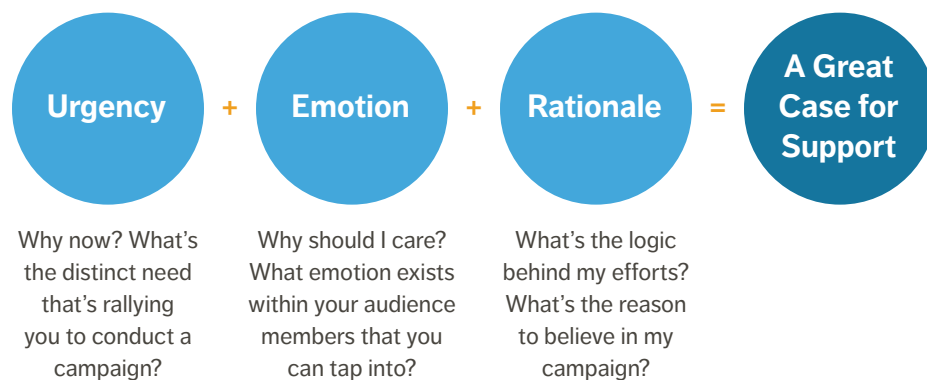 Urgency
+
Emotion
+
Rationale
=
A Great
Case for
Support
Why now? What's
the distinct need
that's rallying
you to conduct a
campaign?
Why should I care?
What emotion exists
within your audience
members that you
can tap into?
What's the logic
behind my efforts?
What's the reason
to believe in my
campaign?